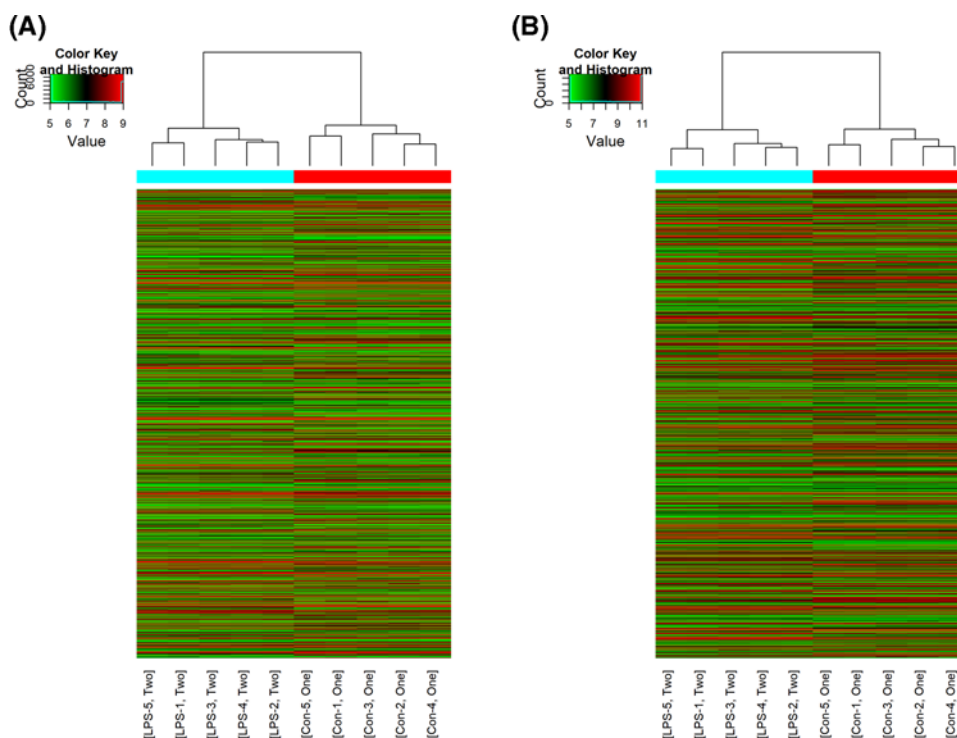 (A)
Color Key
and Histogram
Count
0 6000
5 6 7 8 9
Value
[LPS-5, Two]
[LPS-1, Two]
[LPS-3, Two]
[LPS-4, Two]
[LPS-2, Two]
[Con-5, One]
[Con-1, One]
[Con-3, One]
[Con-2, One]
[Con-4, One]
(B)
Color Key
and Histogram
Count
0
5 7 9 11
Value
[LPS-5, Two]
[LPS-1, Two]
[LPS-3, Two]
[LPS-4, Two]
[LPS-2, Two]
[Con-5, One]
[Con-1, One]
[Con-3, One]
[Con-2, One]
[Con-4, One]